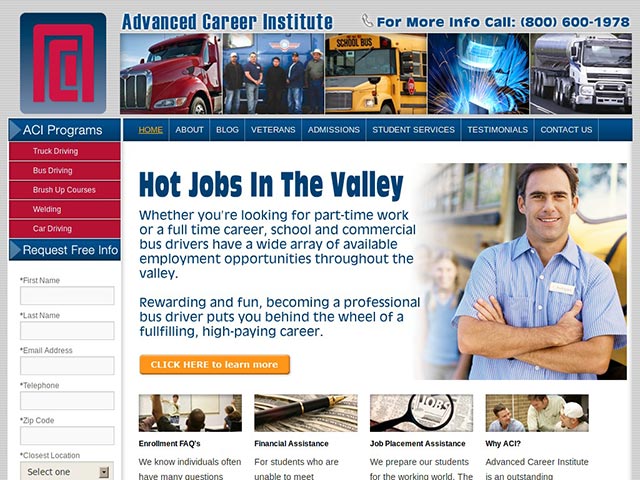 Advanced Career Institute
For More Info Call: (800) 600-1978
SCHOOL BUS
ACI Programs
Truck Driving
Bus Driving
Brush Up Courses
Welding
Car Driving
Request Free Info
*First Name
*Last Name
*Email Address
*Telephone
*Zip Code
*Closest Location
Select one
HOME ABOUT BLOG VETERANS ADMISSIONS STUDENT SERVICES TESTIMONIALS CONTACT US
Hot Jobs In The Valley
Whether you're looking for part-time work
or a full time career, school and commercial
bus drivers have a wide array of available
employment opportunities throughout the
valley.
Rewarding and fun, becoming a professional
bus driver puts you behind the wheel of a
fullfilling, high-paying career.
CLICK HERE to learn more
Enrollment FAQ's
We know individuals often
have many questions
Financial Assistance
For students who are
unable to meet
JOBS
Job Placement Assistance
We prepare our students
for the working world. The
Why ACI?
Advanced Career Institute
is an outstanding